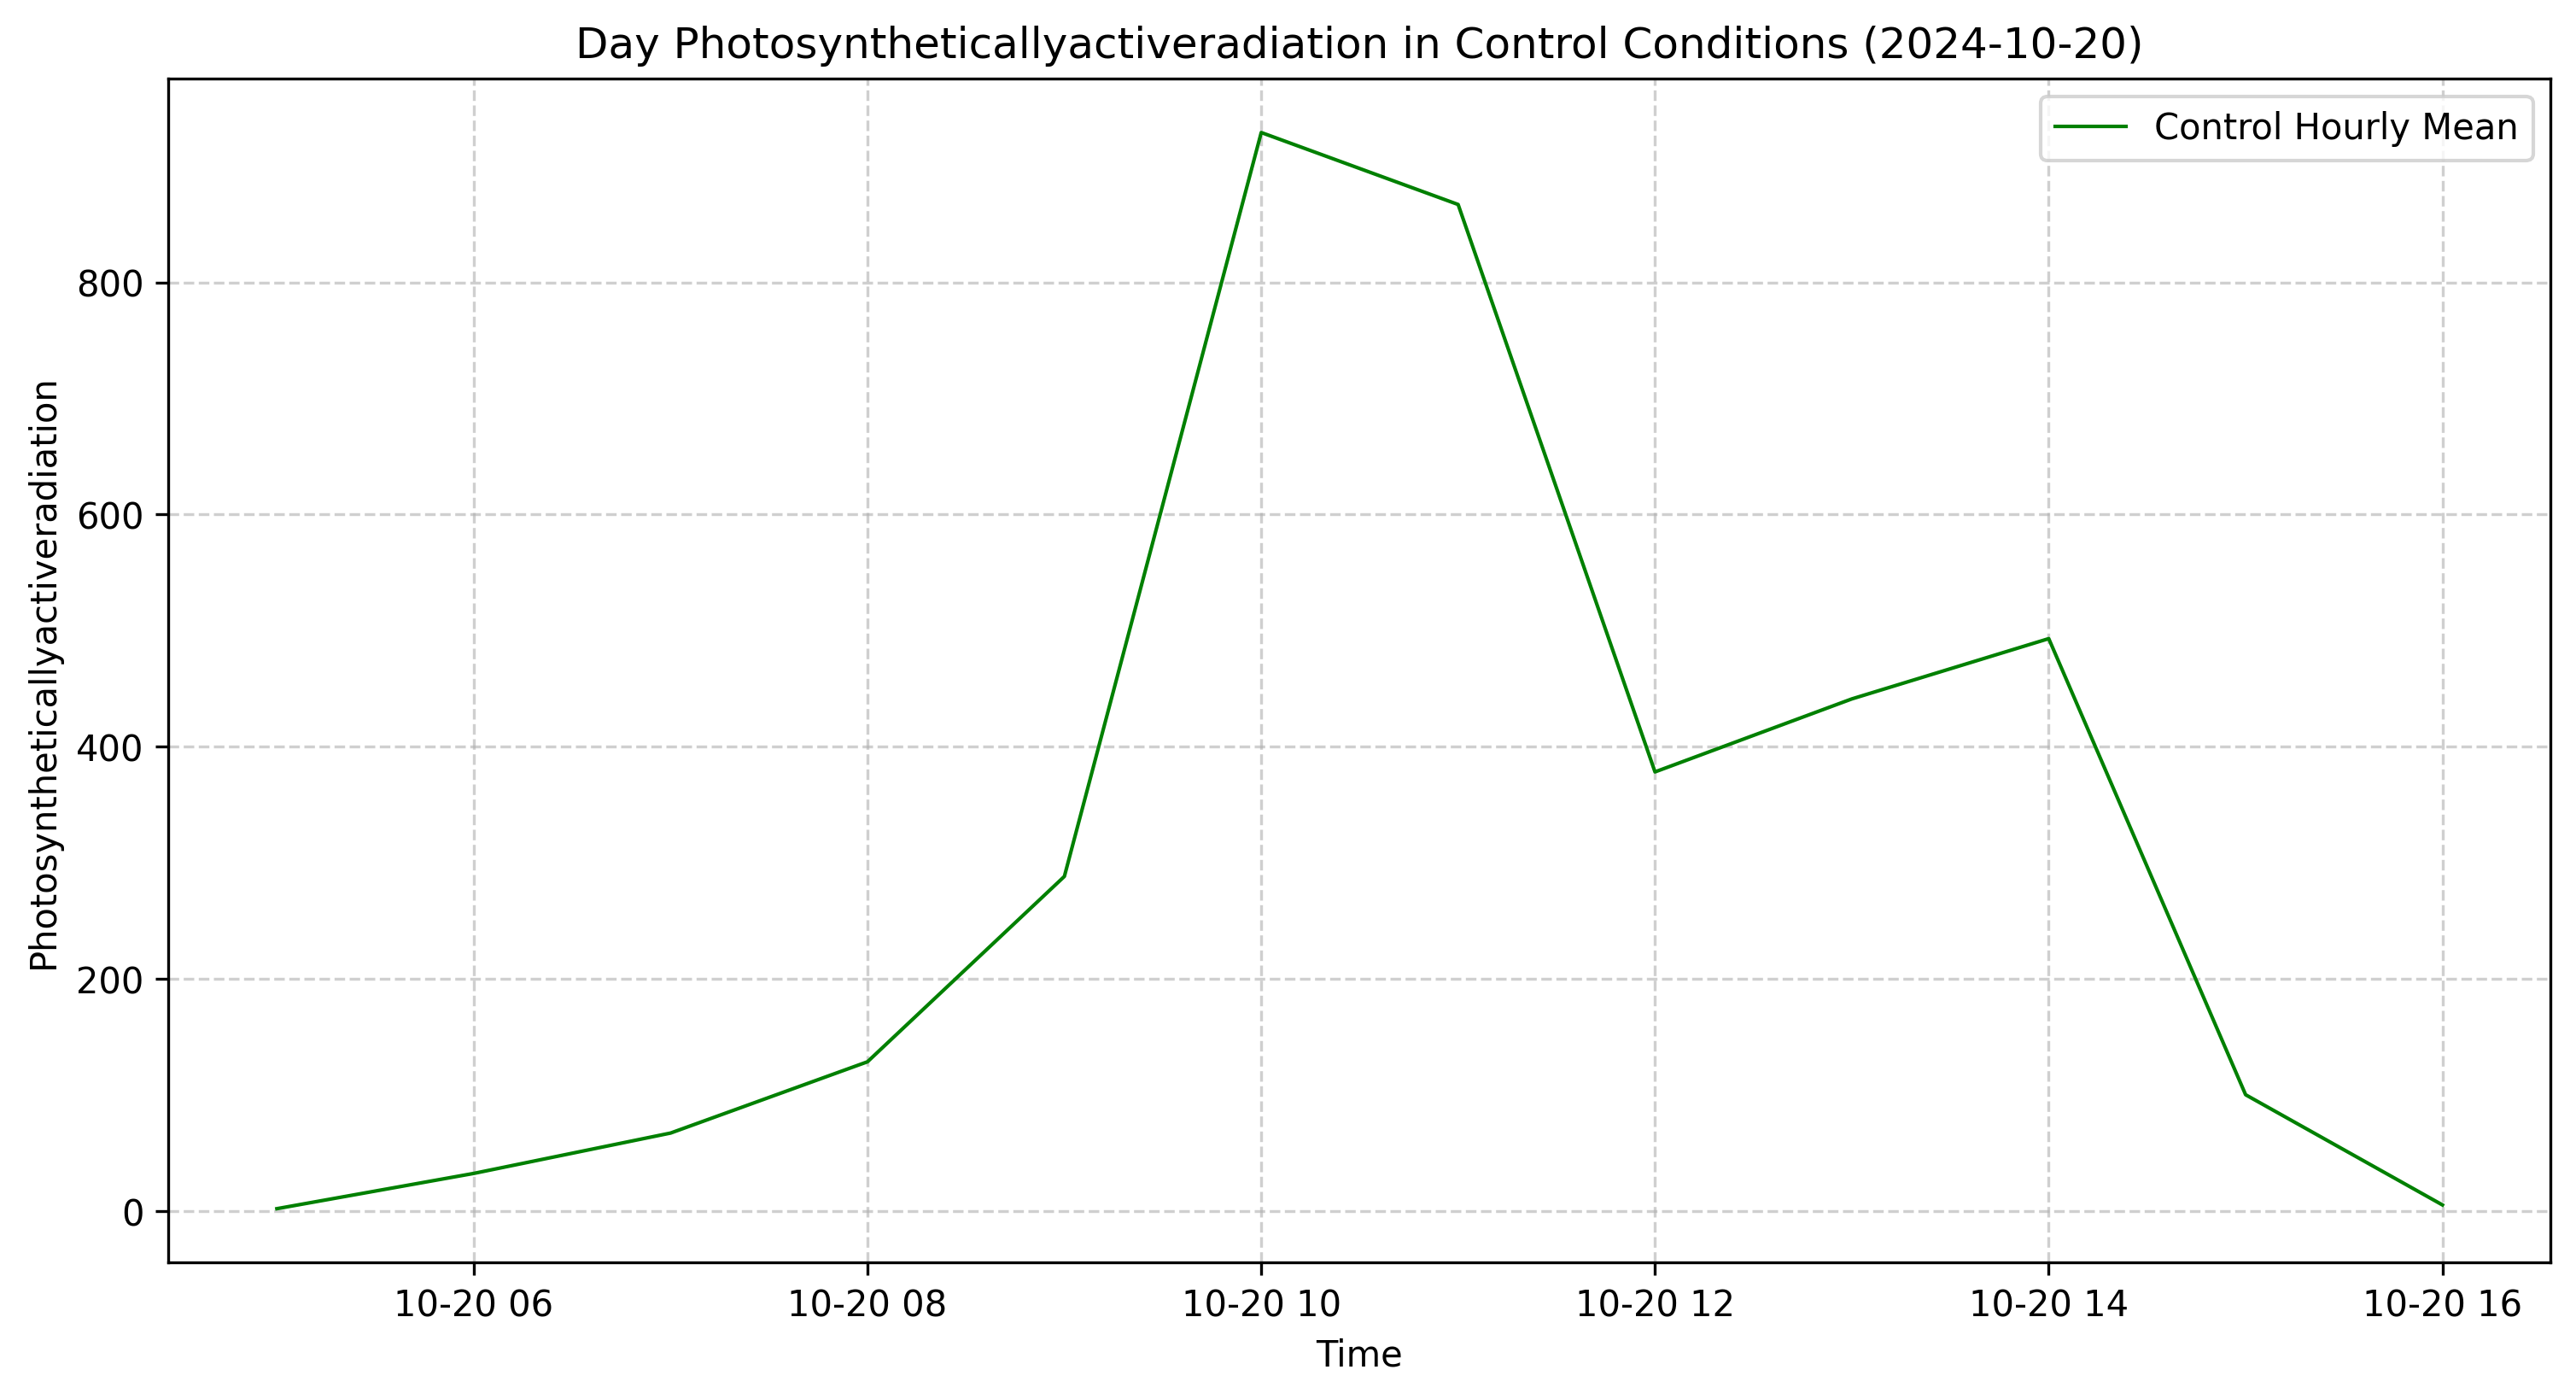 Day Photosyntheticallyactiveradiation in Control Conditions (2024-10-20)
Control Hourly Mean
Photosyntheticallyactiveradiation
800
600
400
200
0
10-20 06
10-20 08
10-20 10
10-20 12
10-20 14
10-20 16
Time